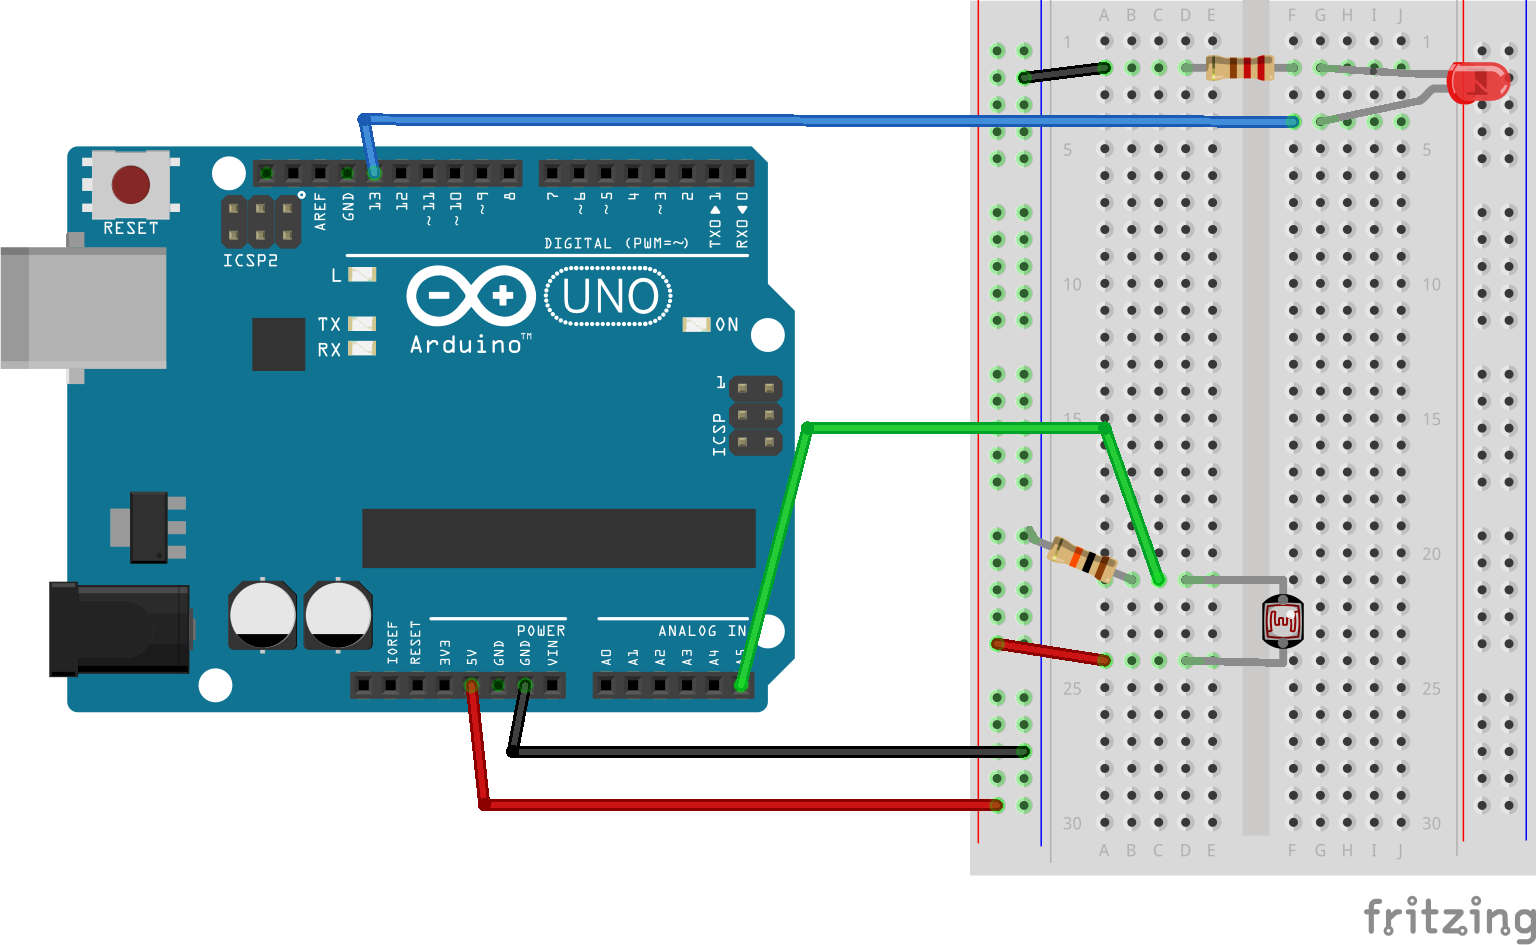 A B C D E F G H I J
1 1
5 5
10 10
15 15
20 20
25 25
30 30
A B C D E F G H I J
RESET
ICSP2
AREF
GND
13
12
~11
~10
~9
8
7
~6
~5
4
~3
2
TX0▶1
RX0◀0
DIGITAL (PWM=~)
L
TX
RX
Arduino™
UNO
ON
1
ICSP
POWER
ANALOG IN
IOREF
RESET
3V3
5V
GND
GND
VIN
A0
A1
A2
A3
A4
A5
fritzing